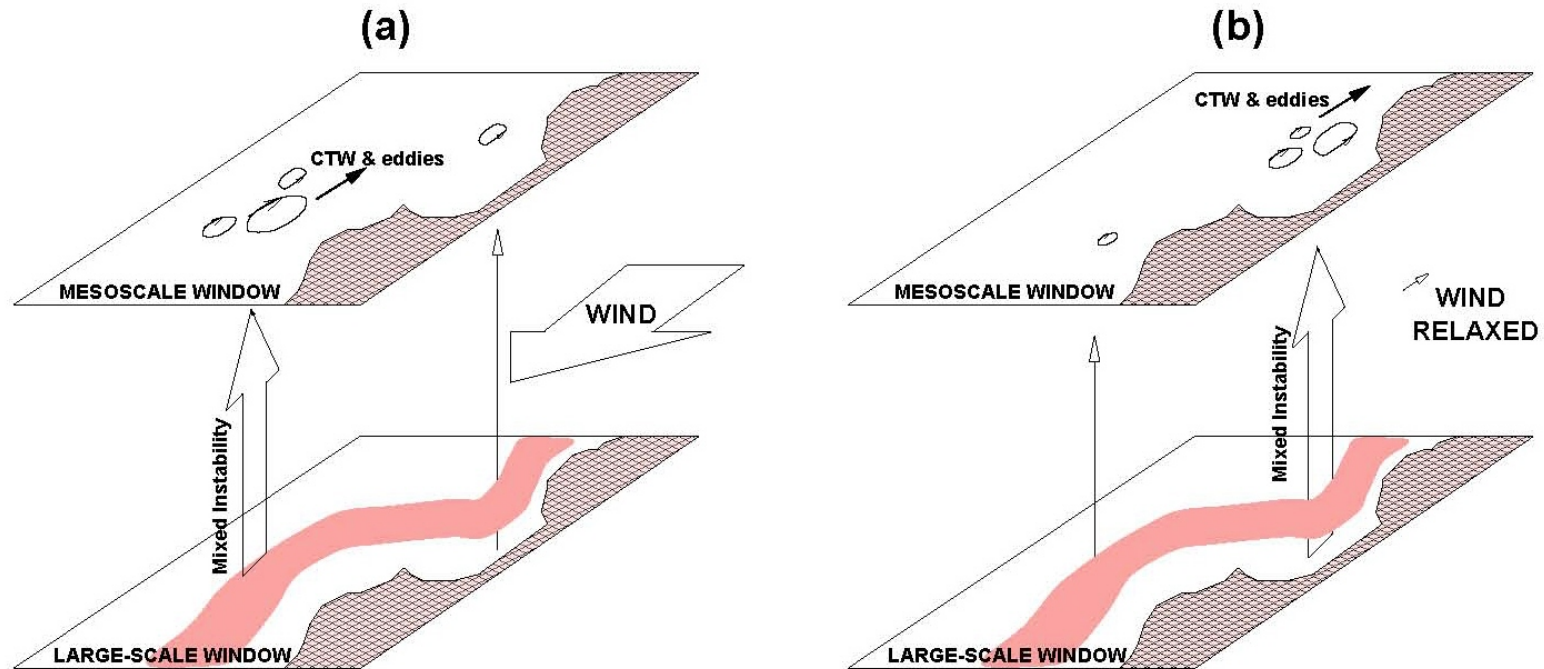 (a)
CTW & eddies
MESOSCALE WINDOW
WIND
Mixed Instability
LARGE-SCALE WINDOW
(b)
CTW & eddies
MESOSCALE WINDOW
WIND
RELAXED
Mixed Instability
LARGE-SCALE WINDOW